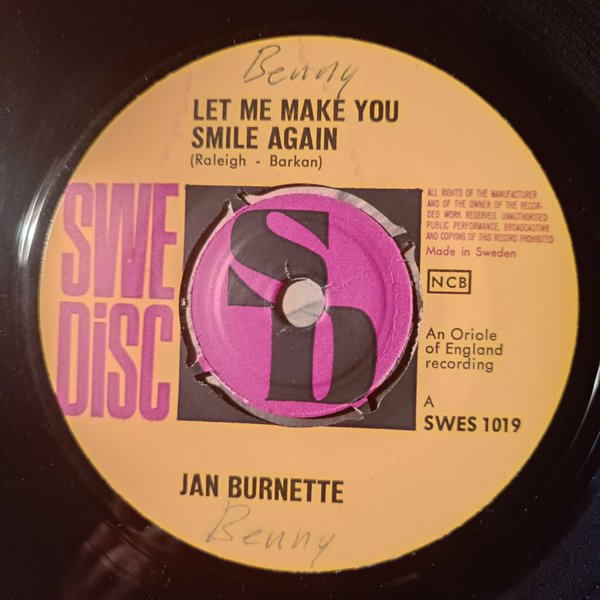 Benny
LET ME MAKE YOU
SMILE AGAIN
(Raleigh - Barkan)
SWE
DiSC
SD
ALL RIGHTS OF THE MANUFACTURER
AND OF THE OWNER OF THE RECOR-
DED WORK RESERVED. UNAUTHORISED
PUBLIC PERFORMANCE, BROADCASTING
AND COPYING OF THIS RECORD PROHIBITED
Made in Sweden
NCB
An Oriole
of England
recording
A
SWES 1019
JAN BURNETTE
Benny